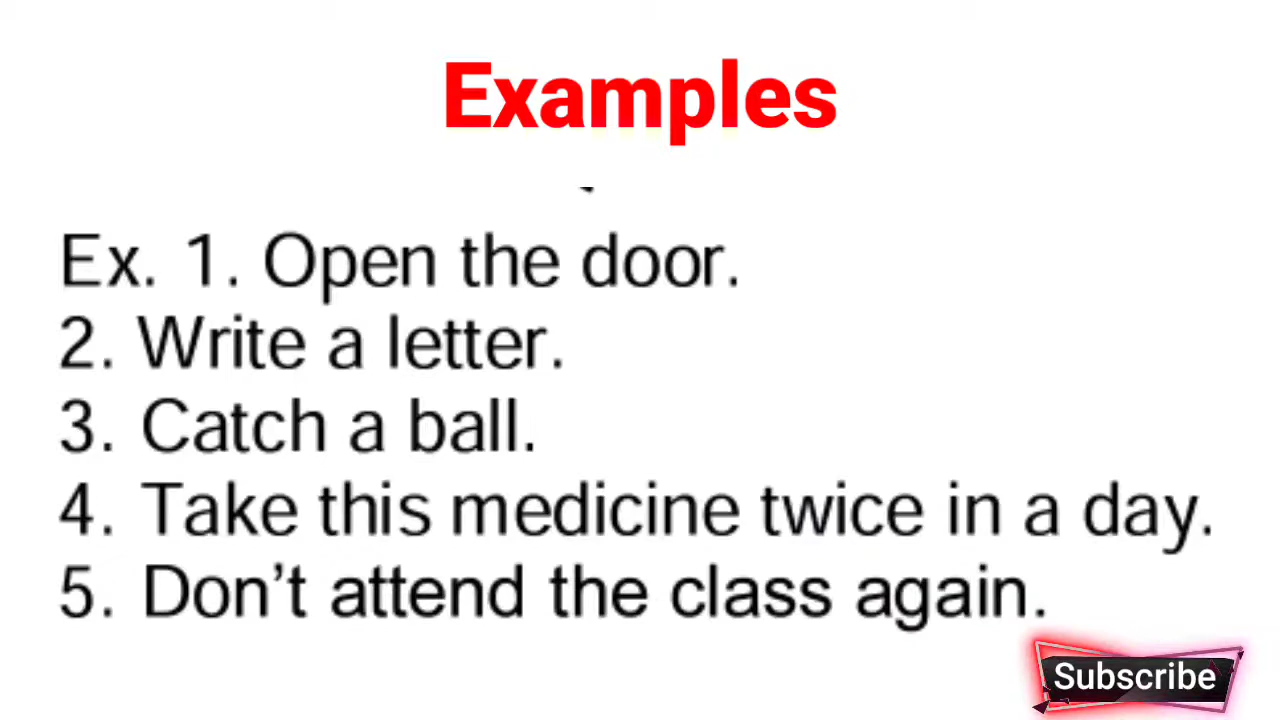 Examples
Ex. 1. Open the door.
2. Write a letter.
3. Catch a ball.
4. Take this medicine twice in a day.
5. Don’t attend the class again.
Subscribe